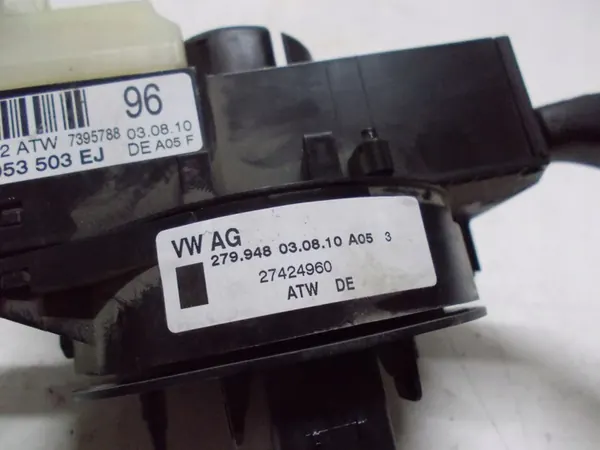 96
2 ATW 7395788 03.08.10
953 503 EJ DE A05 F
VW AG
279.948 03.08.10 A05 3
27424960
ATW DE